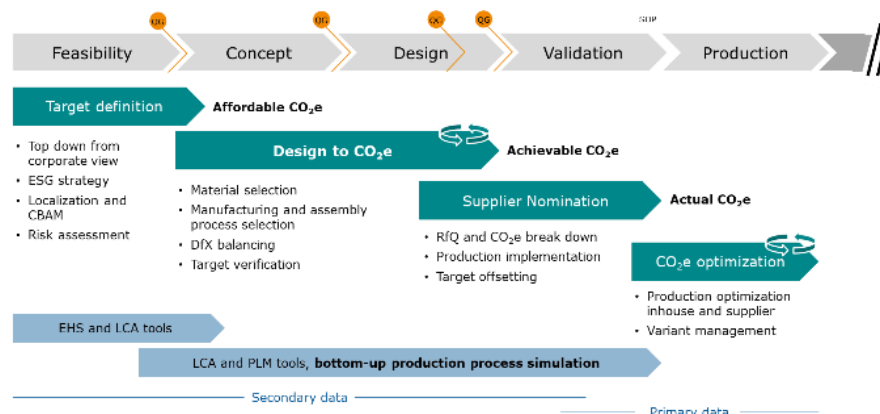 QG
QG
QC
QG
SOP
Feasibility
Concept
Design
Validation
Production
Target definition
Affordable CO₂e
• Top down from
corporate view
• ESG strategy
• Localization and
CBAM
• Risk assessment
Design to CO₂e
Achievable CO₂e
• Material selection
• Manufacturing and assembly
process selection
• DfX balancing
• Target verification
Supplier Nomination
Actual CO₂e
• RfQ and CO₂e break down
• Production implementation
• Target offsetting
CO₂e optimization
• Production optimization
inhouse and supplier
• Variant management
EHS and LCA tools
LCA and PLM tools, bottom-up production process simulation
Secondary data
Primary data